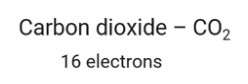 Carbon dioxide – CO₂
16 electrons